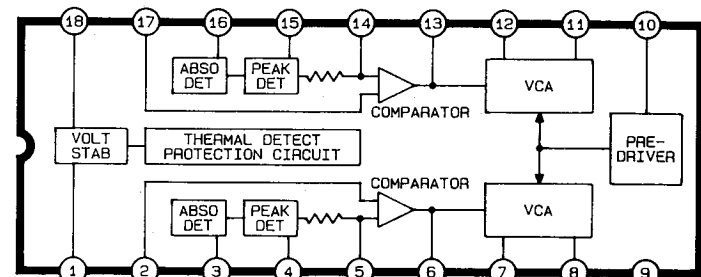 18 17 16 15 14 13 12 11 10
ABSO DET
PEAK DET
COMPARATOR
VCA
VOLT STAB
THERMAL DETECT
PROTECTION CIRCUIT
PRE-
DRIVER
COMPARATOR
ABSO DET
PEAK DET
VCA
1 2 3 4 5 6 7 8 9